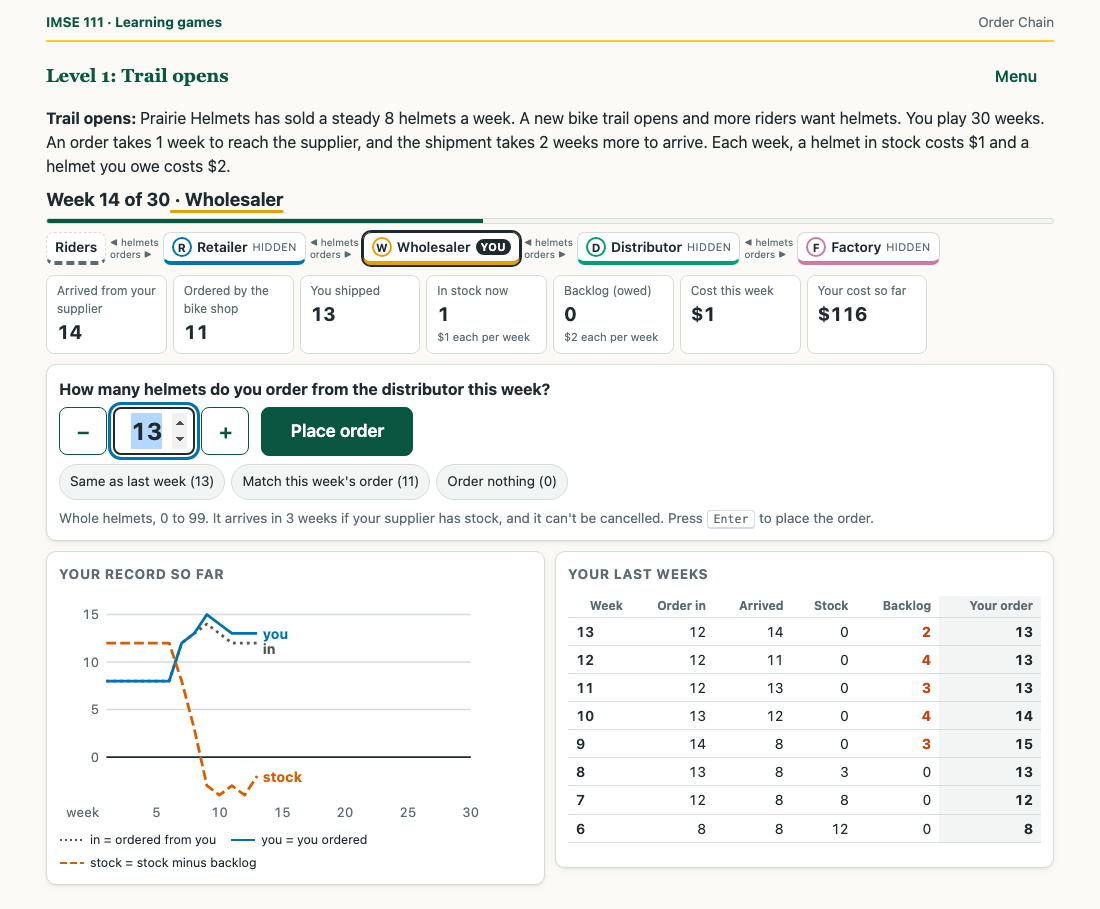 IMSE 111 · Learning games
Order Chain
Level 1: Trail opens
Menu
Trail opens: Prairie Helmets has sold a steady 8 helmets a week. A new bike trail opens and more riders want helmets. You play 30 weeks.
An order takes 1 week to reach the supplier, and the shipment takes 2 weeks more to arrive. Each week, a helmet in stock costs $1 and a
helmet you owe costs $2.
Week 14 of 30 · Wholesaler
Riders
◀ helmets
orders ▶
R Retailer HIDDEN
◀ helmets
orders ▶
W Wholesaler YOU
◀ helmets
orders ▶
D Distributor HIDDEN
◀ helmets
orders ▶
F Factory HIDDEN
Arrived from your
supplier
14
Ordered by the
bike shop
11
You shipped
13
In stock now
1
$1 each per week
Backlog (owed)
0
$2 each per week
Cost this week
$1
Your cost so far
$116
How many helmets do you order from the distributor this week?
− 13 + Place order
Same as last week (13) Match this week's order (11) Order nothing (0)
Whole helmets, 0 to 99. It arrives in 3 weeks if your supplier has stock, and it can't be cancelled. Press Enter to place the order.
YOUR RECORD SO FAR
15
10
5
0
you
in
stock
week 5 10 15 20 25 30
in = ordered from you you = you ordered
stock = stock minus backlog
YOUR LAST WEEKS
Week Order in Arrived Stock Backlog Your order
13 12 14 0 2 13
12 12 11 0 4 13
11 12 13 0 3 13
10 13 12 0 4 14
9 14 8 0 3 15
8 13 8 3 0 13
7 12 8 8 0 12
6 8 8 12 0 8